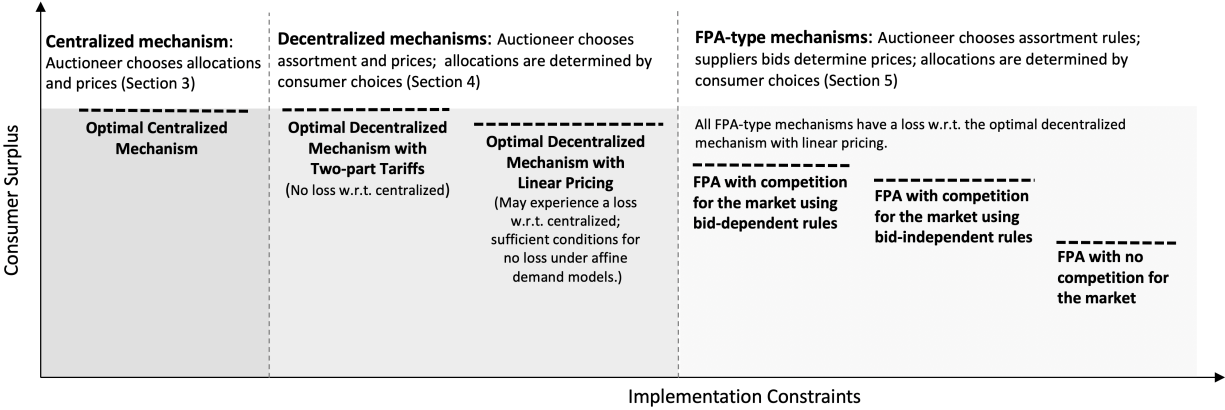 Centralized mechanism:
Auctioneer chooses allocations
and prices (Section 3)
Decentralized mechanisms: Auctioneer chooses
assortment and prices; allocations are determined by
consumer choices (Section 4)
FPA-type mechanisms: Auctioneer chooses assortment rules;
suppliers bids determine prices; allocations are determined by
consumer choices (Section 5)
Optimal Centralized
Mechanism
Optimal Decentralized
Mechanism with
Two-part Tariffs
(No loss w.r.t. centralized)
Optimal Decentralized
Mechanism with
Linear Pricing
(May experience a loss
w.r.t. centralized;
sufficient conditions for
no loss under affine
demand models.)
All FPA-type mechanisms have a loss w.r.t. the optimal decentralized
mechanism with linear pricing.
FPA with competition
for the market using
bid-dependent rules
FPA with competition
for the market using
bid-independent rules
FPA with no
competition for
the market
Consumer Surplus
Implementation Constraints